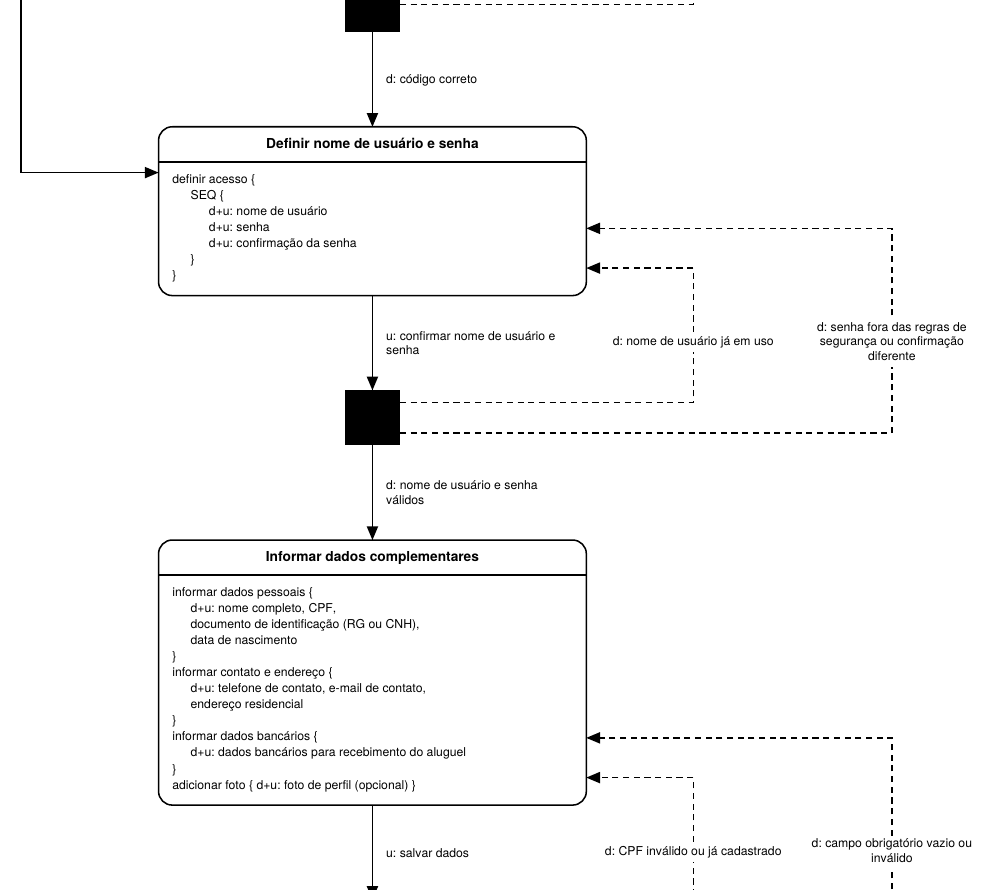 d: código correto
Definir nome de usuário e senha
definir acesso {
SEQ {
d+u: nome de usuário
d+u: senha
d+u: confirmação da senha
}
}
u: confirmar nome de usuário e
senha
d: nome de usuário já em uso
d: senha fora das regras de
segurança ou confirmação
diferente
d: nome de usuário e senha
válidos
Informar dados complementares
informar dados pessoais {
d+u: nome completo, CPF,
documento de identificação (RG ou CNH),
data de nascimento
}
informar contato e endereço {
d+u: telefone de contato, e-mail de contato,
endereço residencial
}
informar dados bancários {
d+u: dados bancários para recebimento do aluguel
}
adicionar foto { d+u: foto de perfil (opcional) }
u: salvar dados
d: CPF inválido ou já cadastrado
d: campo obrigatório vazio ou
inválido